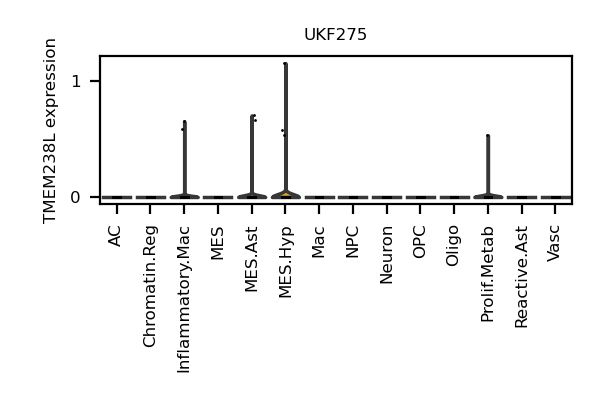 UKF275
TMEM238L expression
1
0
AC
Chromatin.Reg
Inflammatory.Mac
MES
MES.Ast
MES.Hyp
Mac
NPC
Neuron
OPC
Oligo
Prolif.Metab
Reactive.Ast
Vasc